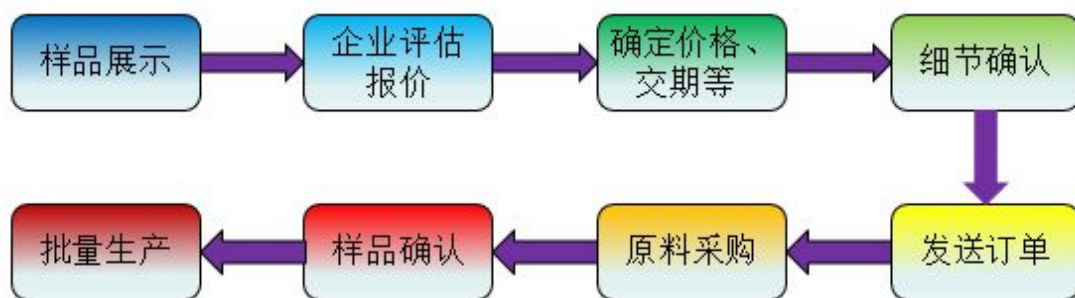 样品展示
企业评估
报价
确定价格、
交期等
细节确认
发送订单
原料采购
样品确认
批量生产